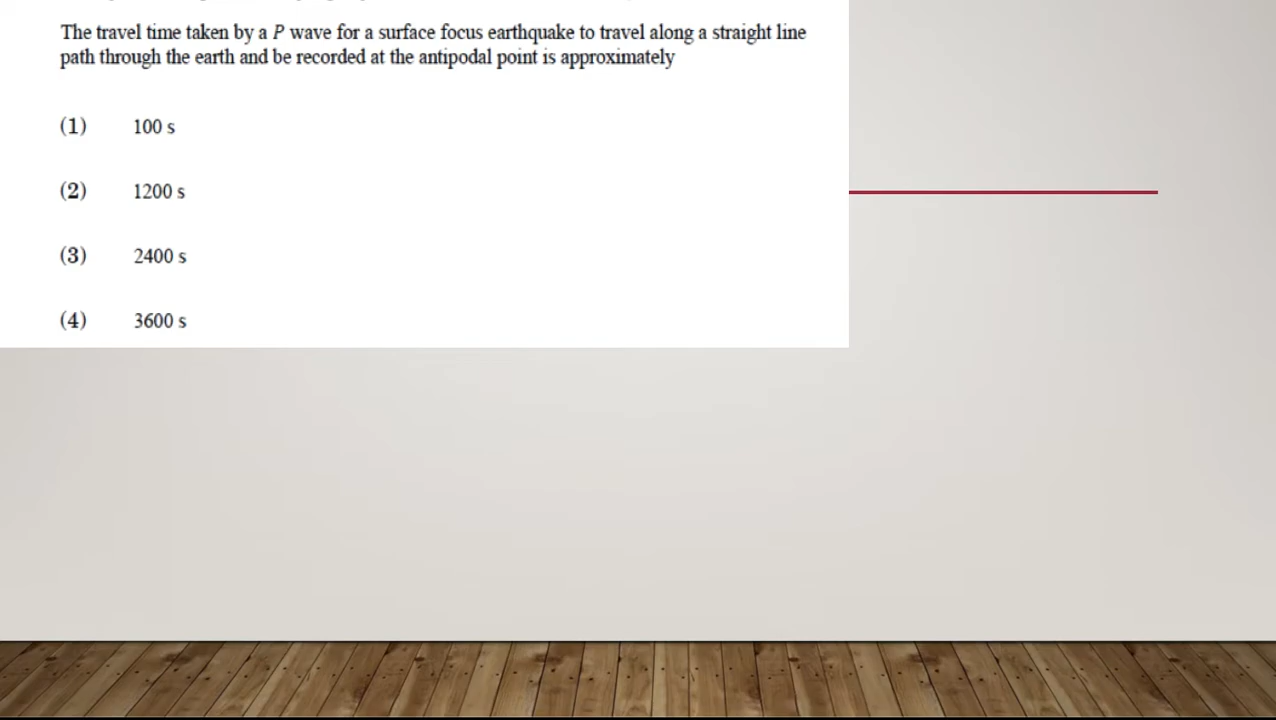 The travel time taken by a P wave for a surface focus earthquake to travel along a straight line
path through the earth and be recorded at the antipodal point is approximately
(1) 100 s
(2) 1200 s
(3) 2400 s
(4) 3600 s